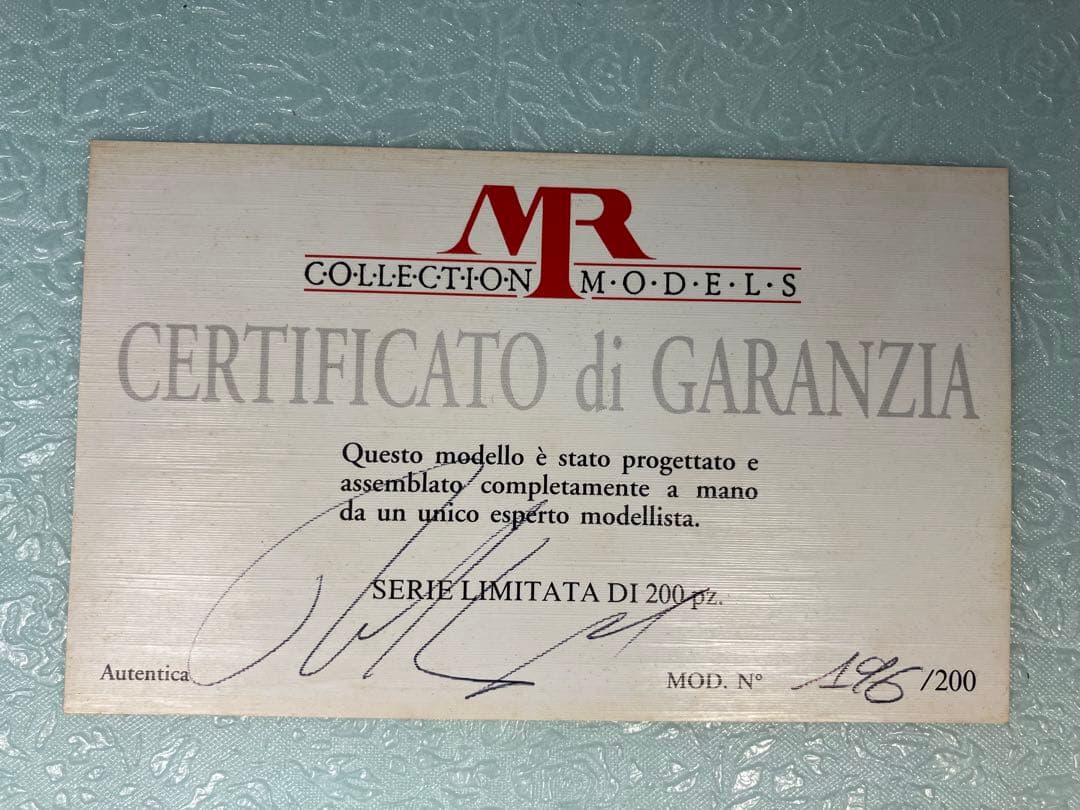 MR
COLLECTION MODELS
CERTIFICATO di GARANZIA
Questo modello è stato progettato e
assemblato completamente a mano
da un unico esperto modellista.
SERIE LIMITATA DI 200 pz.
Autentica
MOD. N° 196/200